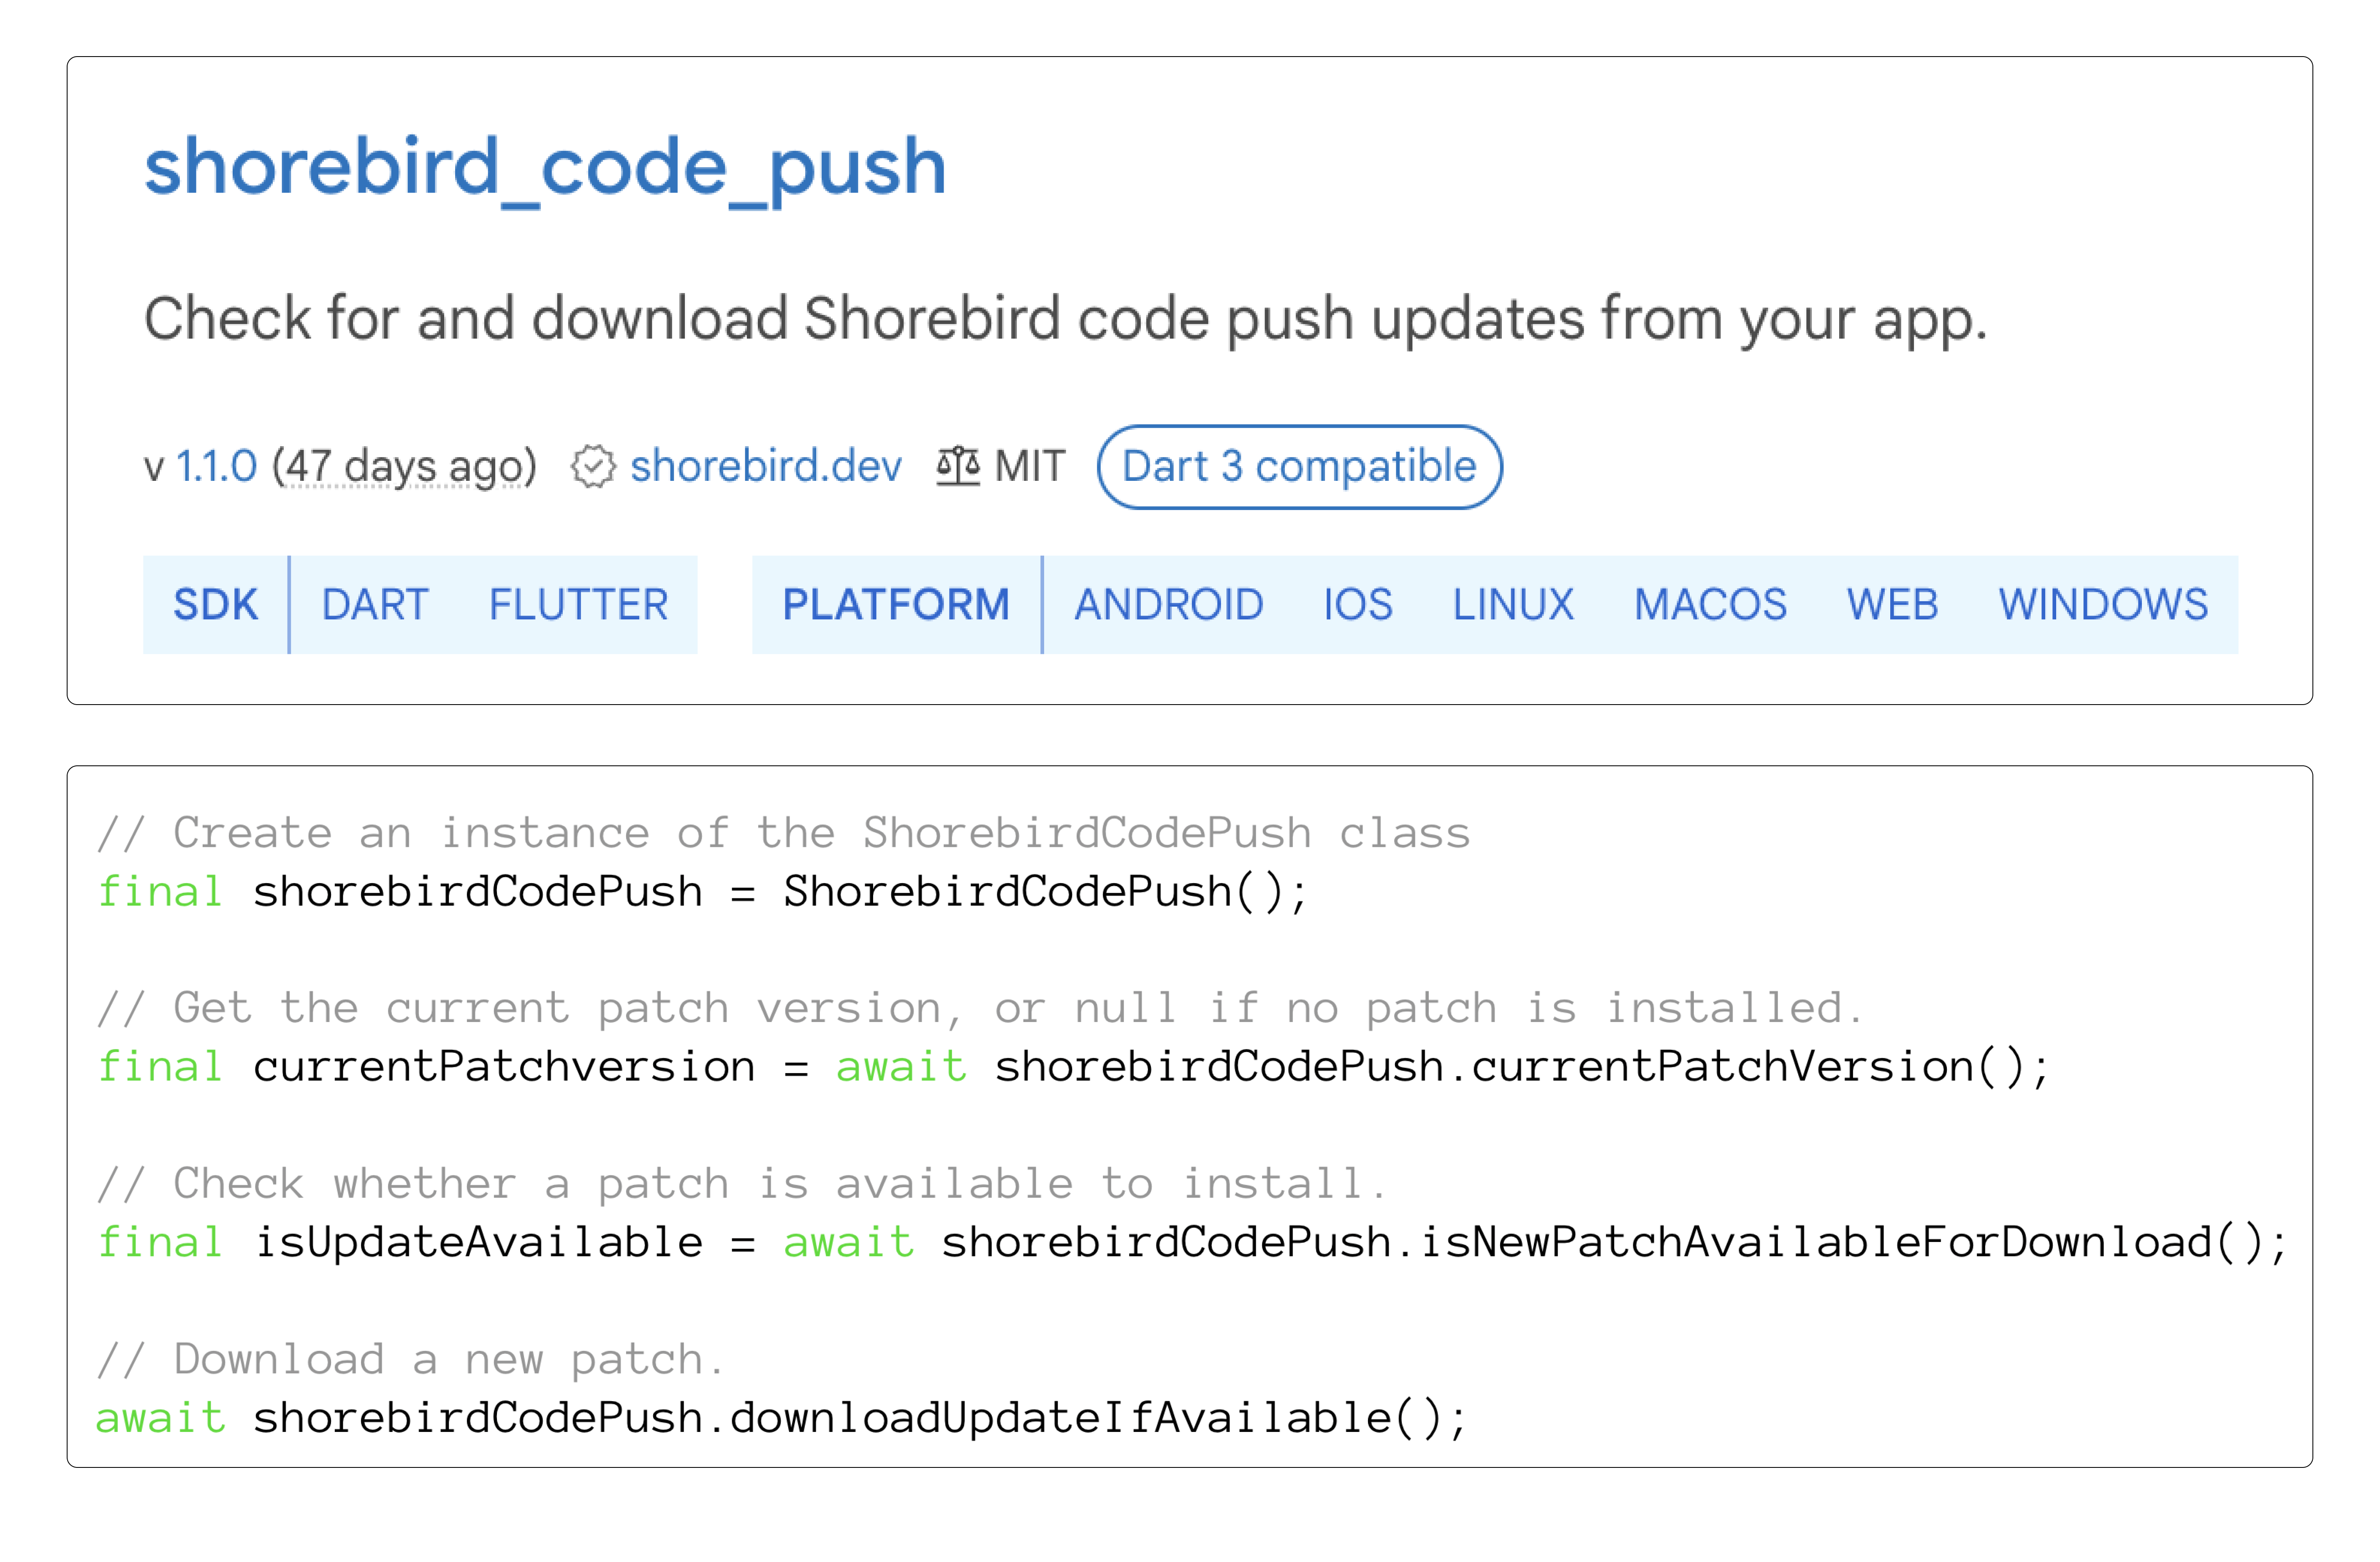 shorebird_code_push
Check for and download Shorebird code push updates from your app.
v 1.1.0 (47 days ago) shorebird.dev MIT Dart 3 compatible
SDK DART FLUTTER PLATFORM ANDROID IOS LINUX MACOS WEB WINDOWS
// Create an instance of the ShorebirdCodePush class
final shorebirdCodePush = ShorebirdCodePush();
// Get the current patch version, or null if no patch is installed.
final currentPatchversion = await shorebirdCodePush.currentPatchVersion();
// Check whether a patch is available to install.
final isUpdateAvailable = await shorebirdCodePush.isNewPatchAvailableForDownload();
// Download a new patch.
await shorebirdCodePush.downloadUpdateIfAvailable();